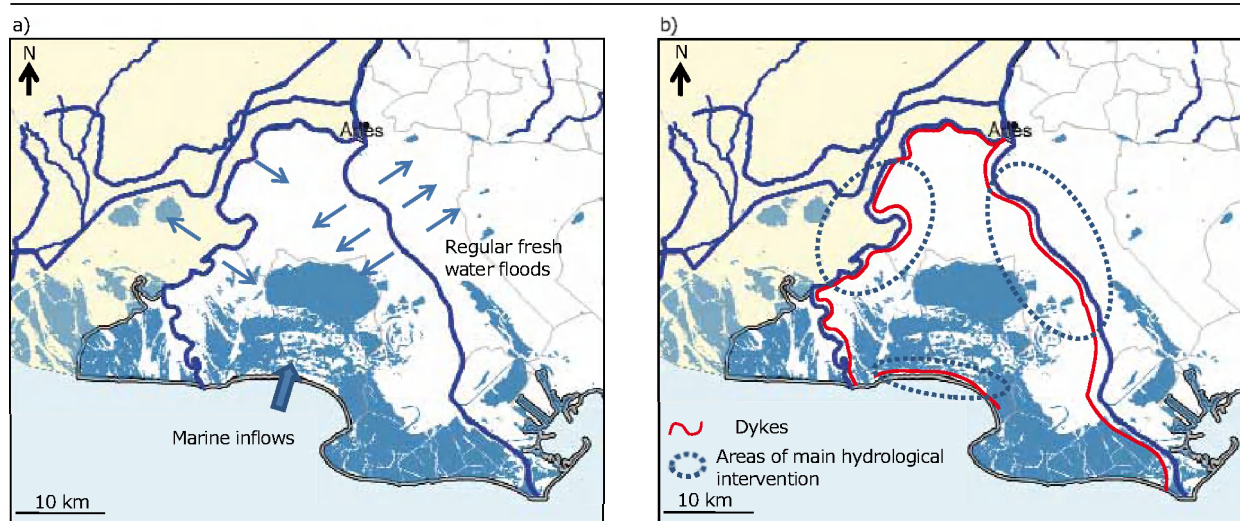 a)
N
Arles
Regular fresh
water floods
Marine inflows
10 km
b)
N
Arles
Dykes
Areas of main hydrological
intervention
10 km